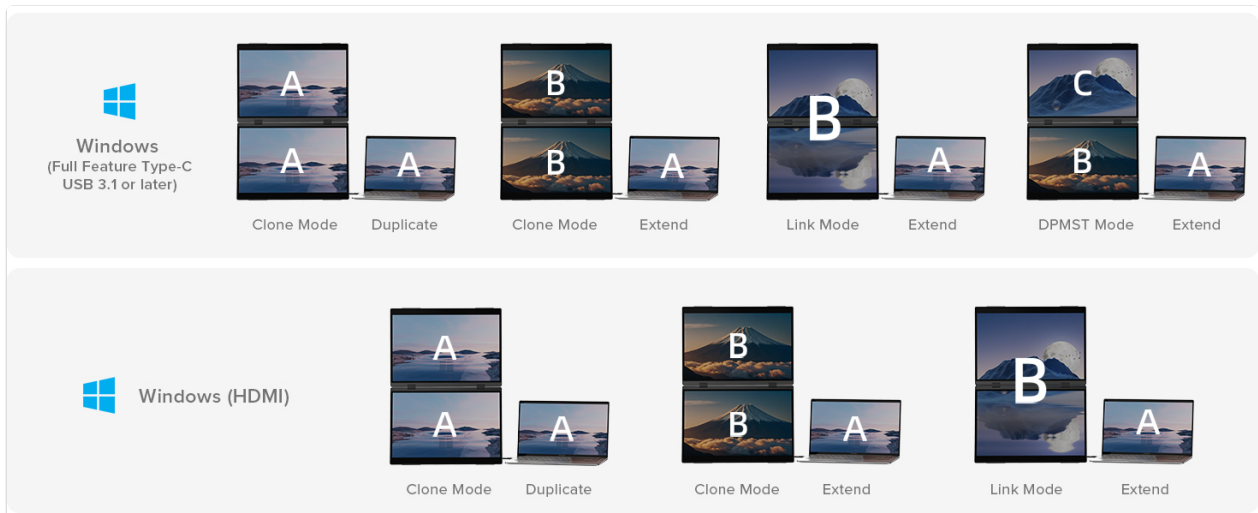 A
A
A
B
B
A
B
A
C
B
A
Windows
(Full Feature Type-C
USB 3.1 or later)
Clone Mode Duplicate
Clone Mode Extend
Link Mode Extend
DPMST Mode Extend
A
A
A
B
B
A
B
A
Windows (HDMI)
Clone Mode Duplicate
Clone Mode Extend
Link Mode Extend